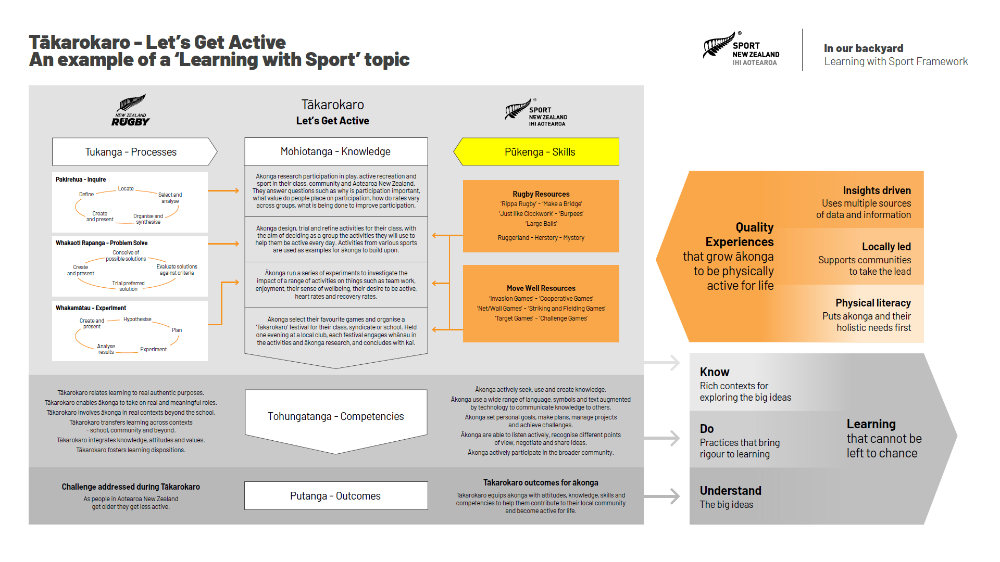 Tākarokaro - Let's Get Active
An example of a 'Learning with Sport' topic
SPORT
NEW ZEALAND
IHI AOTEAROA
In our backyard
Learning with Sport Framework
NEW ZEALAND
RUGBY
Tākarokaro
Let's Get Active
SPORT
NEW ZEALAND
IHI AOTEAROA
Tukanga - Processes
Mōhiotanga - Knowledge
Pūkenga - Skills
Pakirehua - Inquire
Locate
Define
Select and
analyse
Create
and present
Organise and
synthesise
Whakaoti Rapanga - Problem Solve
Conceive of
possible solutions
Create
and present
Evaluate solutions
against criteria
Trial preferred
solution
Whakamātau - Experiment
Create and
present
Hypothesise
Plan
Analyse
results
Experiment
Ākonga research participation in play, active recreation and
sport in their class, community and Aotearoa New Zealand.
They answer questions such as why is participation important,
what value do people place on participation, how do rates vary
across groups, what is being done to improve participation.
Ākonga design, trial and refine activities for their class, with
the aim of deciding as a group the activities they will use to
help them be active every day. Activities from various sports
are used as examples for ākonga to build upon.
Ākonga run a series of experiments to investigate the
impact of a range of activities on things such as team work,
enjoyment, their sense of wellbeing, their desire to be active,
heart rates and recovery rates.
Ākonga select their favourite games and organise a
'Tākarokaro' festival for their class, syndicate or school. Held
one evening at a local club, each festival engages whānau in
the activities and ākonga research, and concludes with kai.
Rugby Resources
'Rippa Rugby' - 'Make a Bridge'
'Just like Clockwork' - 'Burpees'
'Large Balls'
Ruggerland - Herstory - Mystory
Move Well Resources
'Invasion Games' - 'Cooperative Games'
'Net/Wall Games' - 'Striking and Fielding Games'
'Target Games' - 'Challenge Games'
Quality
Experiences
that grow ākonga
to be physically
active for life
Insights driven
Uses multiple sources
of data and information
Locally led
Supports communities
to take the lead
Physical literacy
Puts ākonga and their
holistic needs first
Tākarokaro relates learning to real authentic purposes.
Tākarokaro enables ākonga to take on real and meaningful roles.
Tākarokaro involves ākonga in real contexts beyond the school.
Tākarokaro transfers learning across contexts
- school, community and beyond.
Tākarokaro integrates knowledge, attitudes and values.
Tākarokaro fosters learning dispositions.
Tohungatanga - Competencies
Ākonga actively seek, use and create knowledge.
Ākonga use a wide range of language, symbols and text augmented
by technology to communicate knowledge to others.
Ākonga set personal goals, make plans, manage projects
and achieve challenges.
Ākonga are able to listen actively, recognise different points
of view, negotiate and share ideas.
Ākonga actively participate in the broader community.
Challenge addressed during Tākarokaro
As people in Aotearoa New Zealand
get older they get less active.
Putanga - Outcomes
Tākarokaro outcomes for ākonga
Tākarokaro equips ākonga with attitudes, knowledge, skills and
competencies to help them contribute to their local community
and become active for life.
Know
Rich contexts for
exploring the big ideas
Do
Practices that bring
rigour to learning
Understand
The big ideas
Learning
that cannot be
left to chance